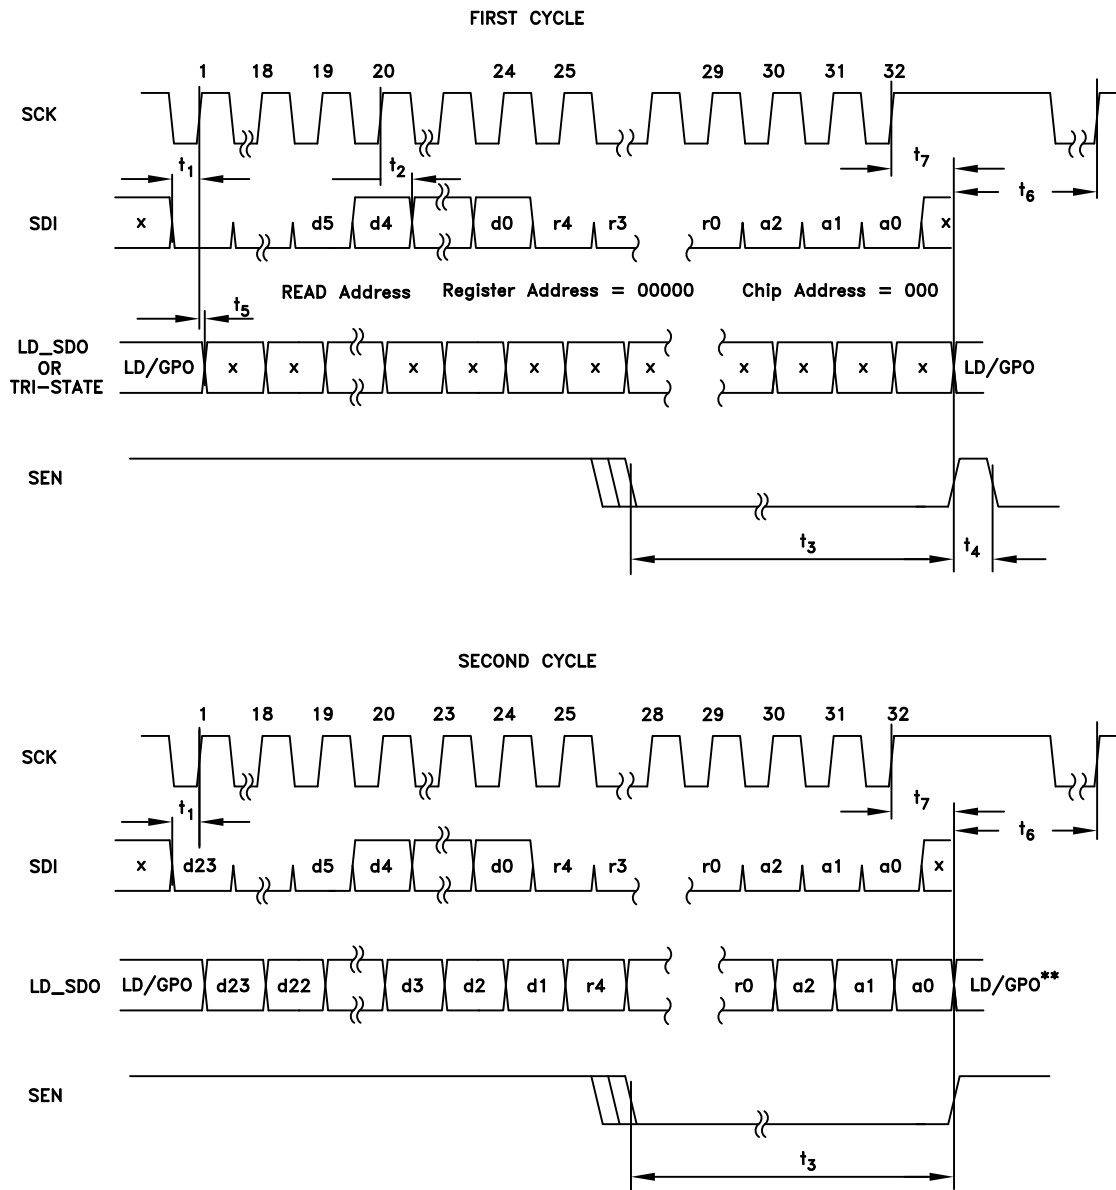 FIRST CYCLE
1 18 19 20 24 25 29 30 31 32
SCK
t1 t2 t7 t6
SDI x d5 d4 d0 r4 r3 r0 a2 a1 a0 x
READ Address Register Address = 00000 Chip Address = 000
t5
LD_SDO
OR
TRI-STATE
LD/GPO x x x x x x x x x x x LD/GPO
SEN
t3 t4
SECOND CYCLE
1 18 19 20 23 24 25 28 29 30 31 32
SCK
t1 t7 t6
SDI x d23 d5 d4 d0 r4 r3 r0 a2 a1 a0 x
LD_SDO LD/GPO d23 d22 d3 d2 d1 r4 r0 a2 a1 a0 LD/GPO**
SEN
t3